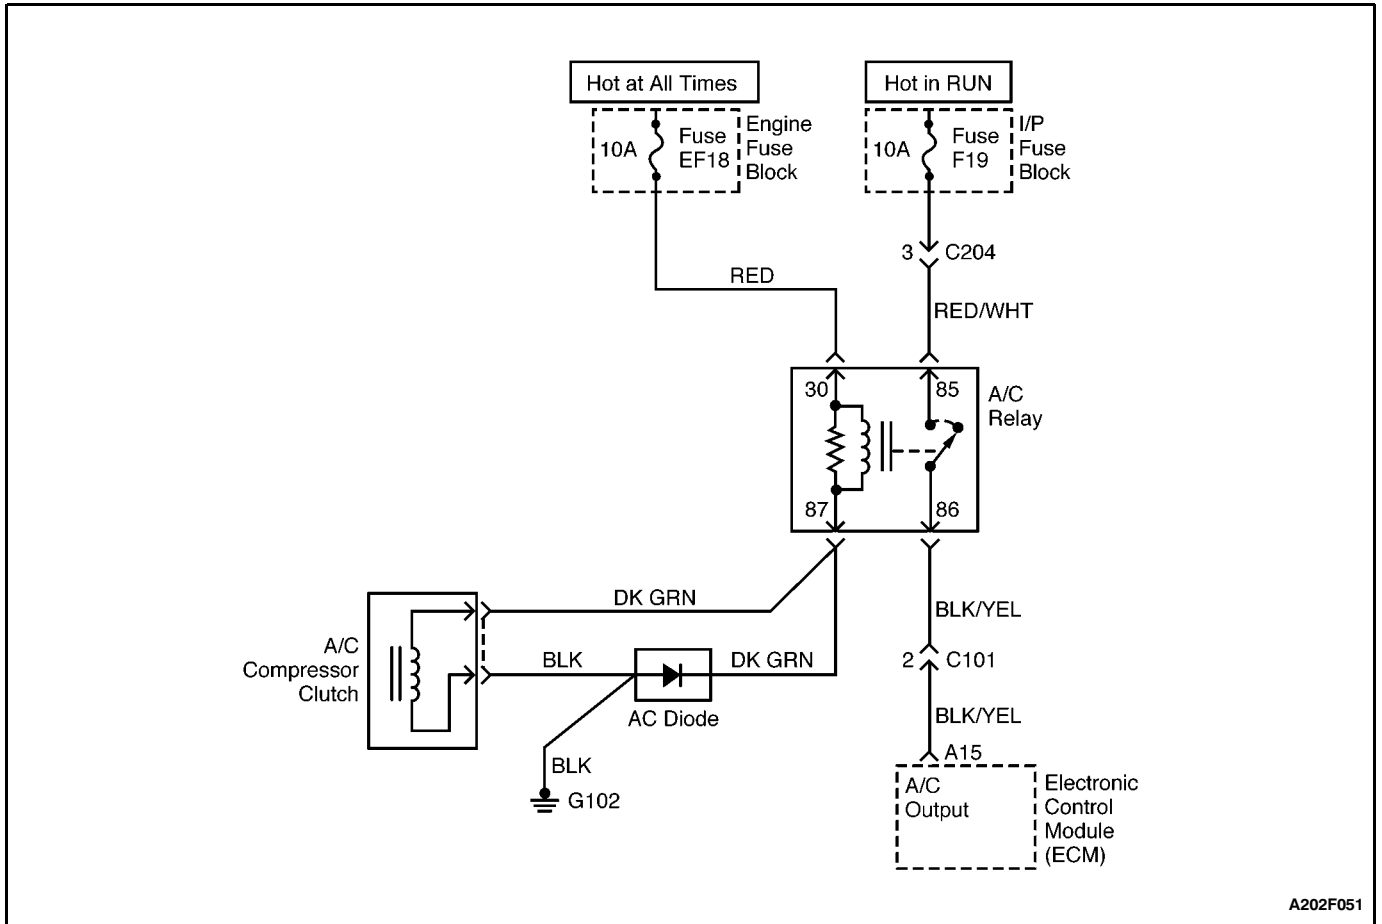 Hot at All Times
Hot in RUN
10A
Fuse
EF18
Engine
Fuse
Block
10A
Fuse
F19
I/P
Fuse
Block
3
C204
RED
RED/WHT
30
85
A/C
Relay
87
86
DK GRN
BLK/YEL
A/C
Compressor
Clutch
BLK
DK GRN
2
C101
AC Diode
BLK/YEL
BLK
A15
G102
A/C
Output
Electronic
Control
Module
(ECM)
A202F051